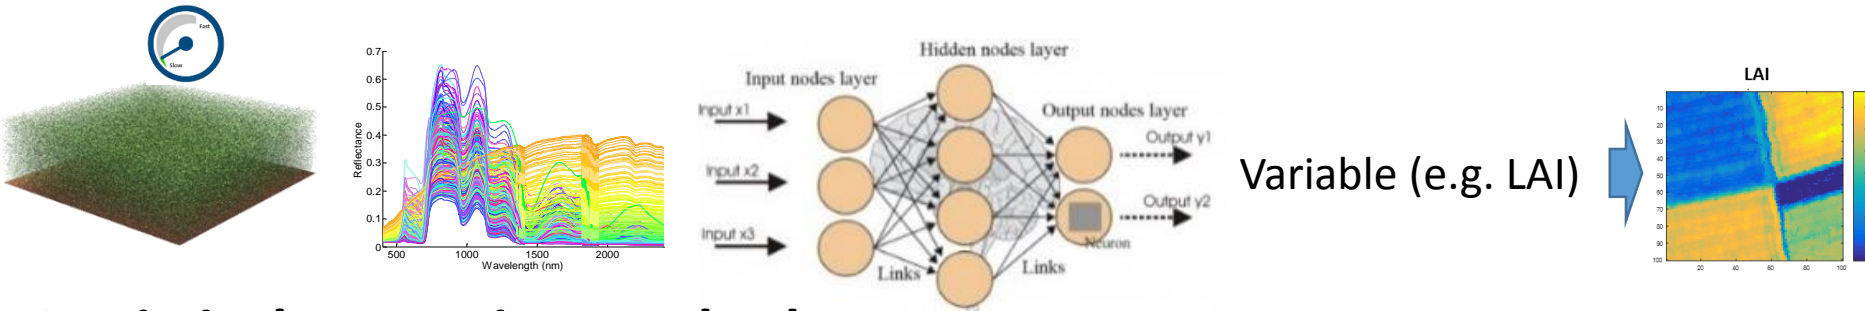 Fast
Slow
0.7
0.6
0.5
0.4
0.3
0.2
0.1
0
Reflectance
500 1000 1500 2000
Wavelength (nm)
Hidden nodes layer
Input nodes layer
Output nodes layer
Input x1
Input x2
Input x3
Output y1
Output y2
Neuron
Links
Links
Variable (e.g. LAI)
LAI
10
20
30
40
50
60
70
80
90
100
20 40 60 80 100